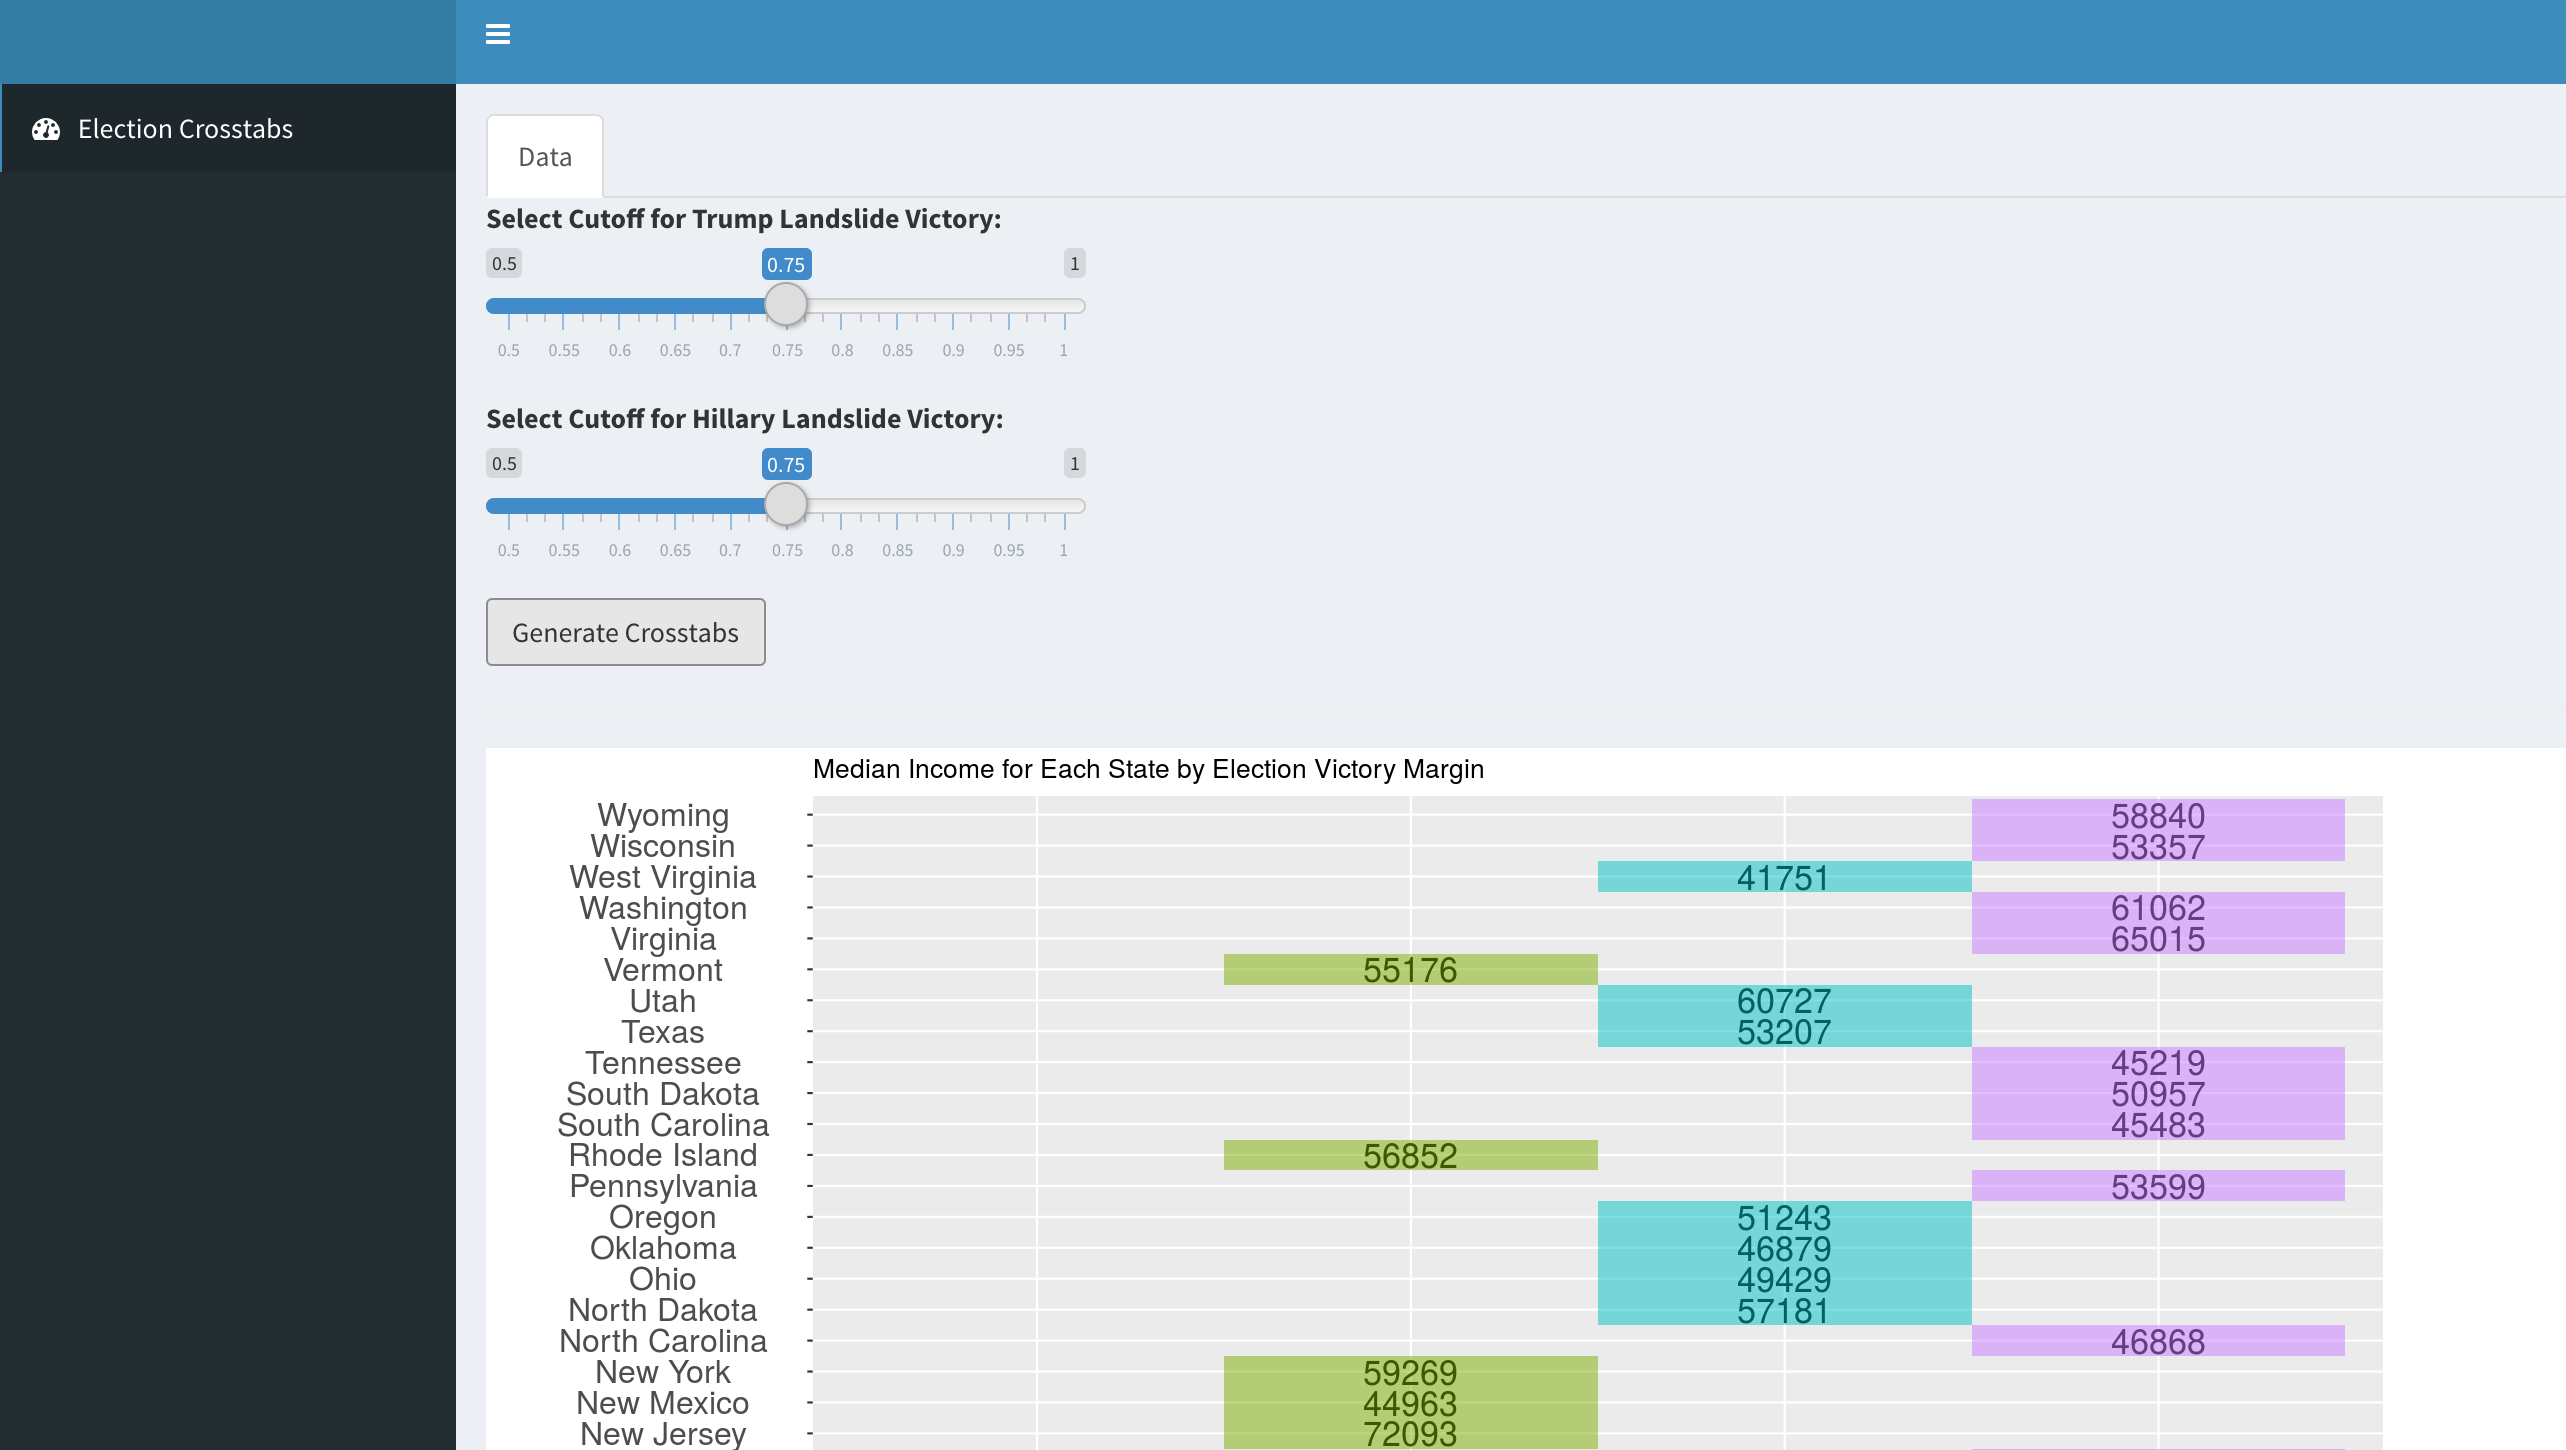 Election Crosstabs
Data
Select Cutoff for Trump Landslide Victory:
0.5 0.75 1
0.5 0.55 0.6 0.65 0.7 0.75 0.8 0.85 0.9 0.95 1
Select Cutoff for Hillary Landslide Victory:
0.5 0.75 1
0.5 0.55 0.6 0.65 0.7 0.75 0.8 0.85 0.9 0.95 1
Generate Crosstabs
Median Income for Each State by Election Victory Margin
Wyoming 58840
Wisconsin 53357
West Virginia 41751
Washington 61062
Virginia 65015
Vermont 55176
Utah 60727
Texas 53207
Tennessee 45219
South Dakota 50957
South Carolina 45483
Rhode Island 56852
Pennsylvania 53599
Oregon 51243
Oklahoma 46879
Ohio 49429
North Dakota 57181
North Carolina 46868
New York 59269
New Mexico 44963
New Jersey 72093